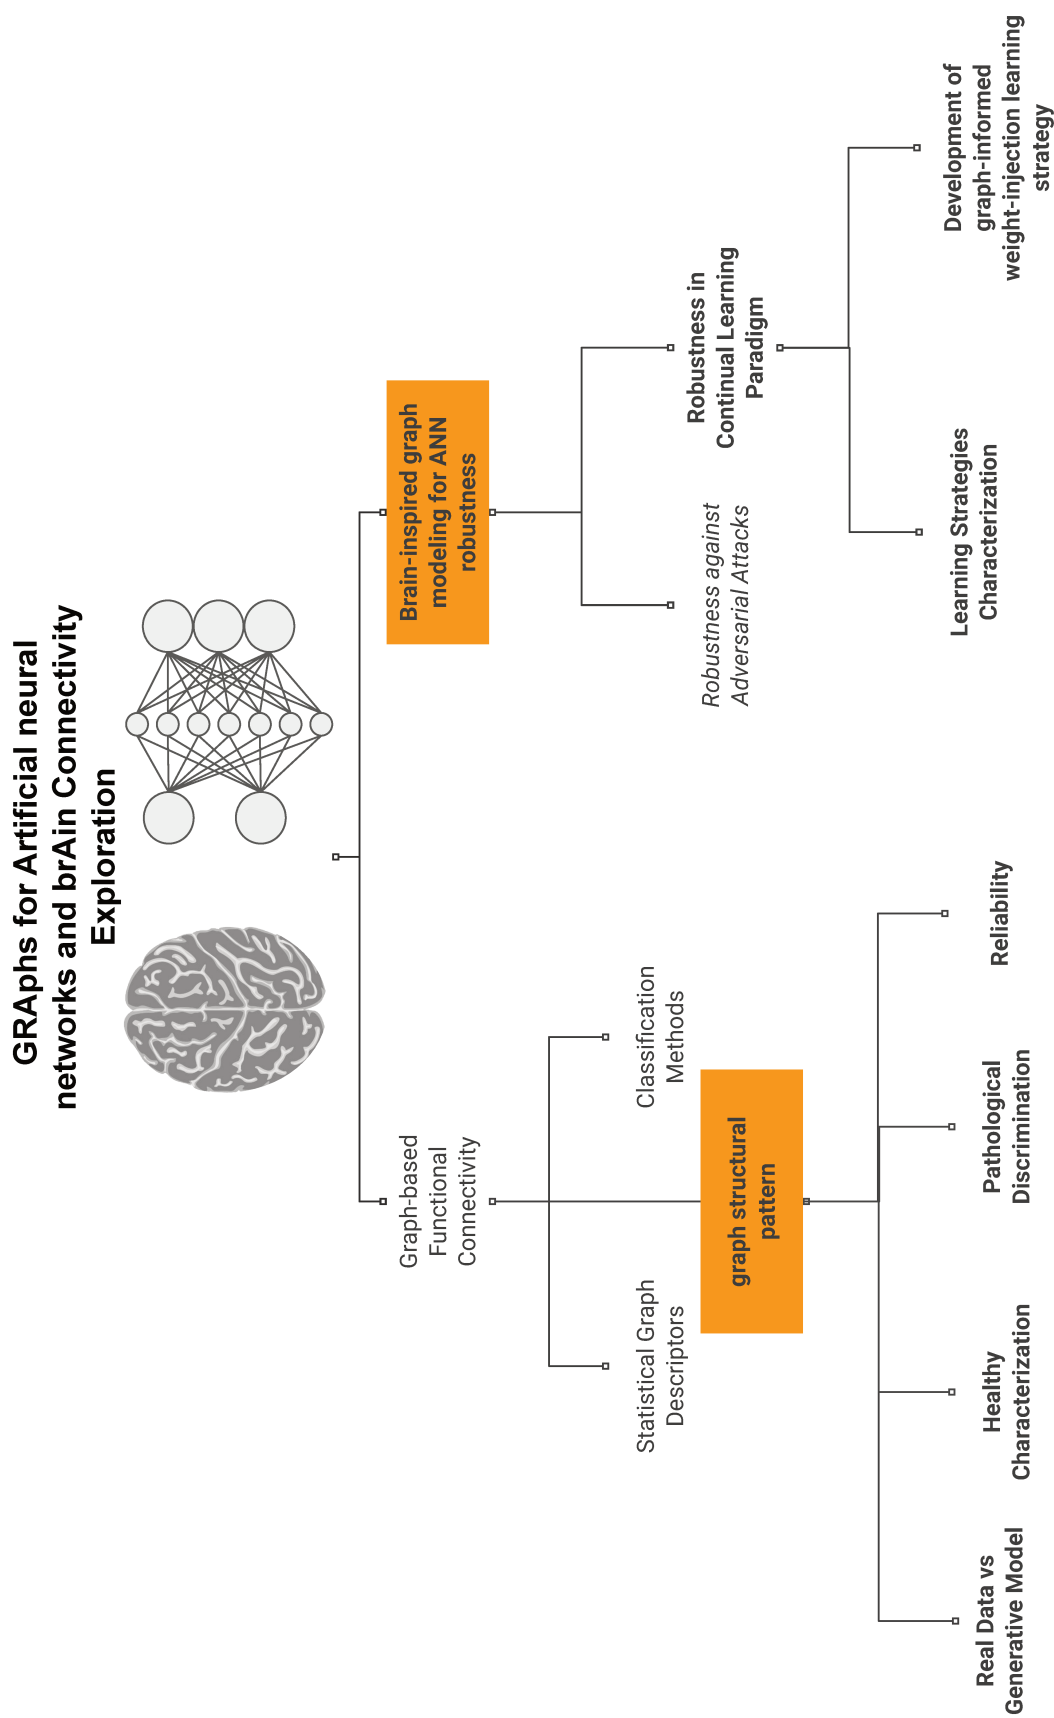 GRAphs for Artificial neural
networks and brAin Connectivity
Exploration
Graph-based
Functional
Connectivity
Brain-inspired graph
modeling for ANN
robustness
Statistical Graph
Descriptors
Classification
Methods
graph structural
pattern
Robustness against
Adversarial Attacks
Robustness in
Continual Learning
Paradigm
Real Data vs
Generative Model
Healthy
Characterization
Pathological
Discrimination
Reliability
Learning Strategies
Characterization
Development of
graph-informed
weight-injection learning
strategy